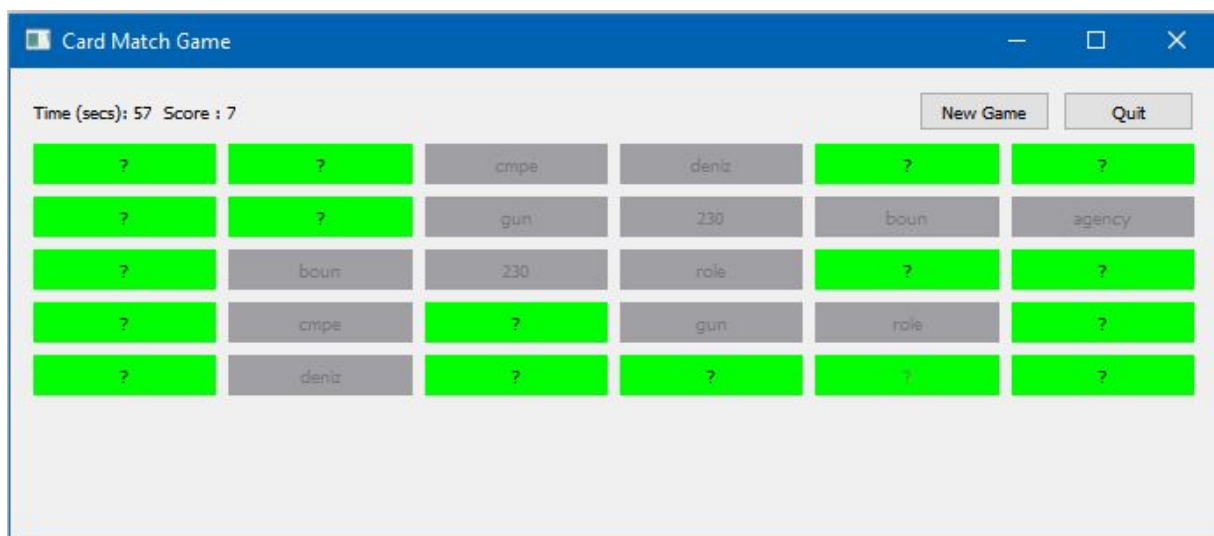 Card Match Game
Time (secs): 57 Score : 7 New Game Quit
? ? cmpe deniz ? ?
? ? gun 230 boun agency
? boun 230 role ? ?
? cmpe ? gun role ?
? deniz ? ? ? ?